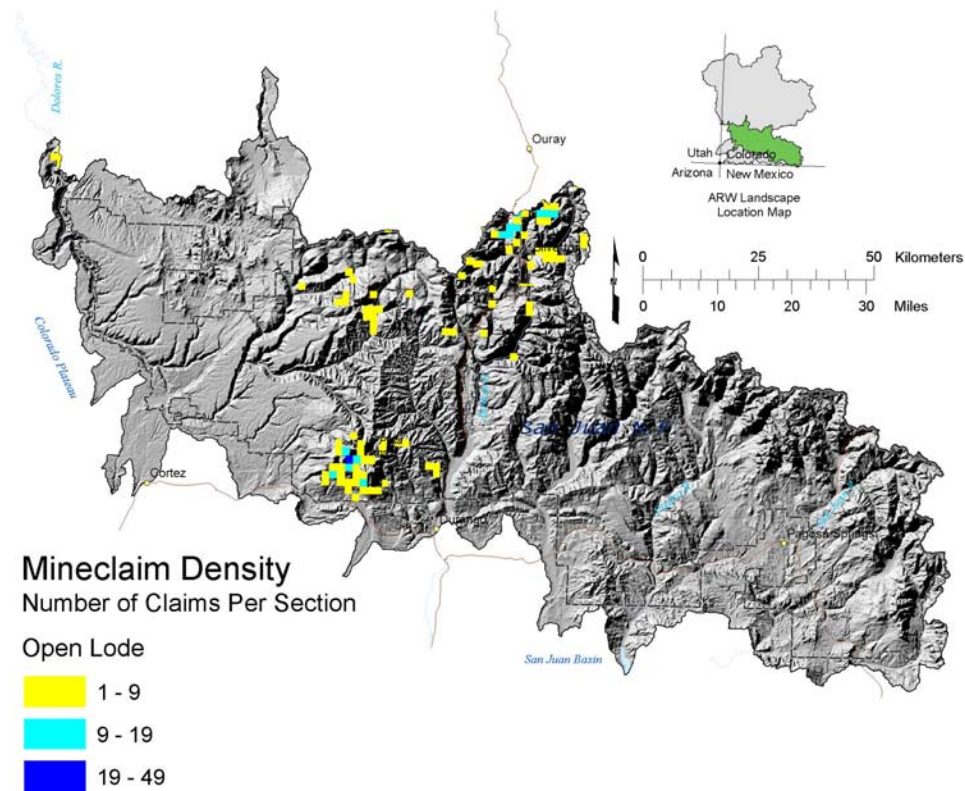 Dolores R.
Ouray
Utah
Colorado
Arizona
New Mexico
ARW Landscape
Location Map
0 25 50 Kilometers
0 10 20 30
Miles
Colorado Plateau
San Juan N.F.
Cortez
Durango
Pagosa Springs
San Juan Basin
Mineclaim Density
Number of Claims Per Section
Open Lode
1 - 9
9 - 19
19 - 49